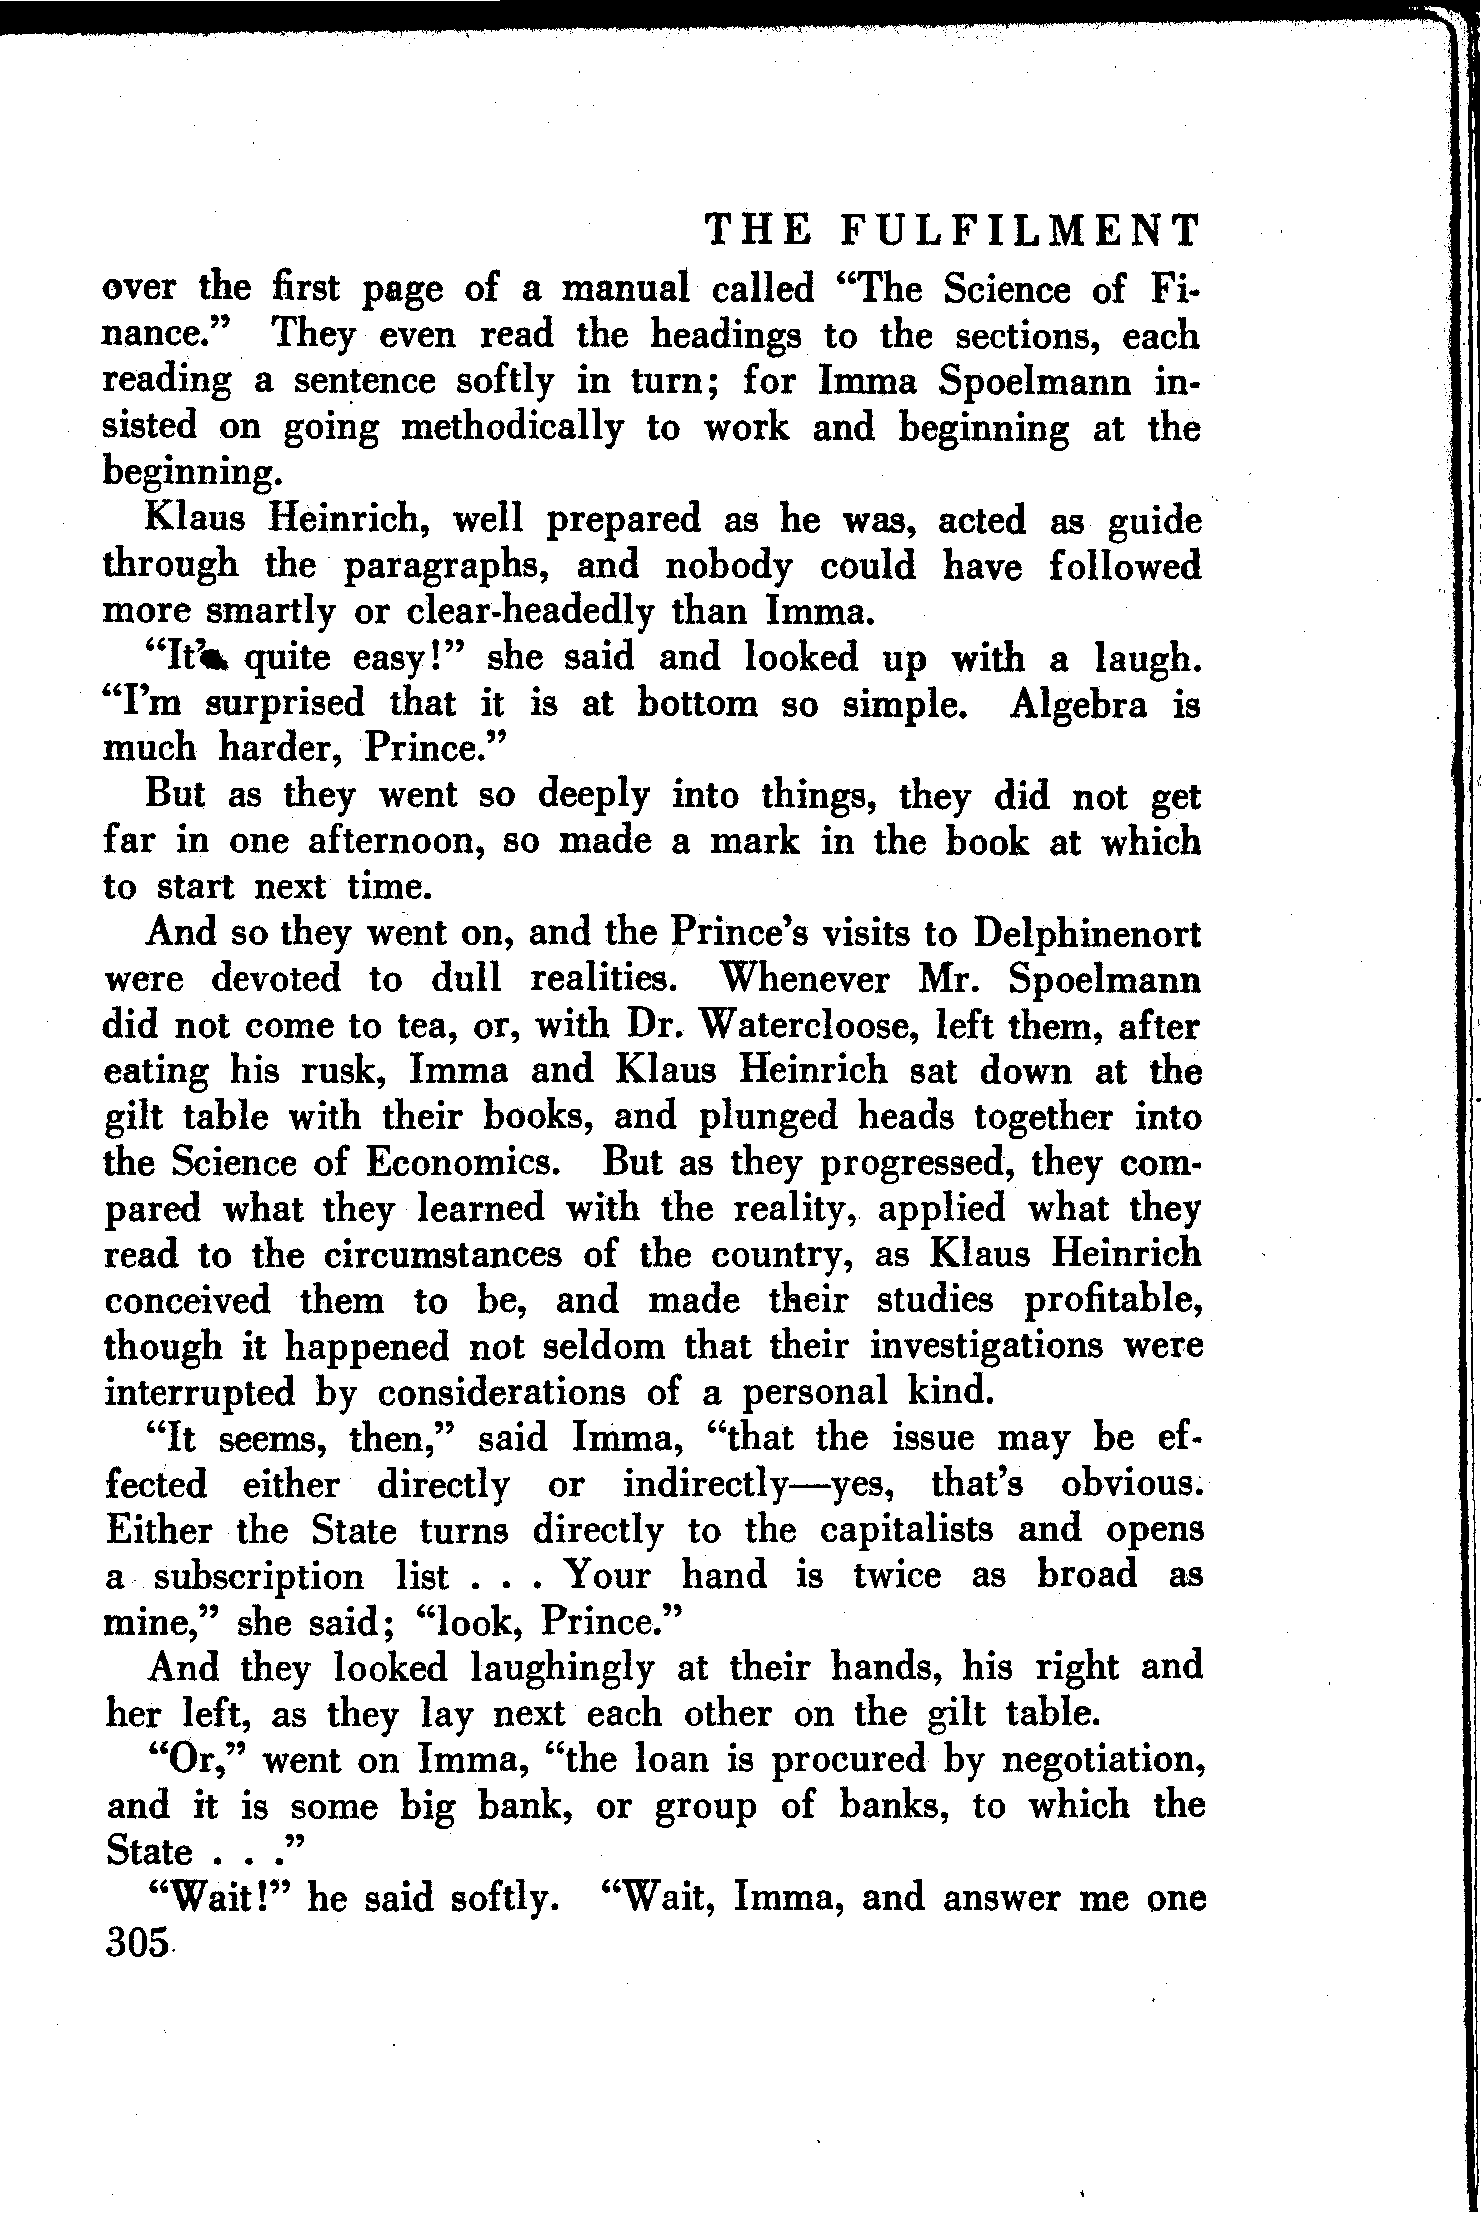 THE FULFILMENT
over the first page of a manual called “The Science of Fi-
nance.” They even read the headings to the sections, each
reading a sentence softly in turn; for Imma Spoelmann in-
sisted on going methodically to work and beginning at the
beginning.
Klaus Heinrich, well prepared as he was, acted as guide
through the paragraphs, and nobody could have followed
more smartly or clear-headedly than Imma.
“It’s quite easy!” she said and looked up with a laugh.
“I’m surprised that it is at bottom so simple. Algebra is
much harder, Prince.”
But as they went so deeply into things, they did not get
far in one afternoon, so made a mark in the book at which
to start next time.
And so they went on, and the Prince’s visits to Delphinenort
were devoted to dull realities. Whenever Mr. Spoelmann
did not come to tea, or, with Dr. Watercloose, left them, after
eating his rusk, Imma and Klaus Heinrich sat down at the
gilt table with their books, and plunged heads together into
the Science of Economics. But as they progressed, they com-
pared what they learned with the reality, applied what they
read to the circumstances of the country, as Klaus Heinrich
conceived them to be, and made their studies profitable,
though it happened not seldom that their investigations were
interrupted by considerations of a personal kind.
“It seems, then,” said Imma, “that the issue may be ef-
fected either directly or indirectly—yes, that’s obvious.
Either the State turns directly to the capitalists and opens
a subscription list . . . Your hand is twice as broad as
mine,” she said; “look, Prince.”
And they looked laughingly at their hands, his right and
her left, as they lay next each other on the gilt table.
“Or,” went on Imma, “the loan is procured by negotiation,
and it is some big bank, or group of banks, to which the
State . . .”
“Wait!” he said softly. “Wait, Imma, and answer me one
305